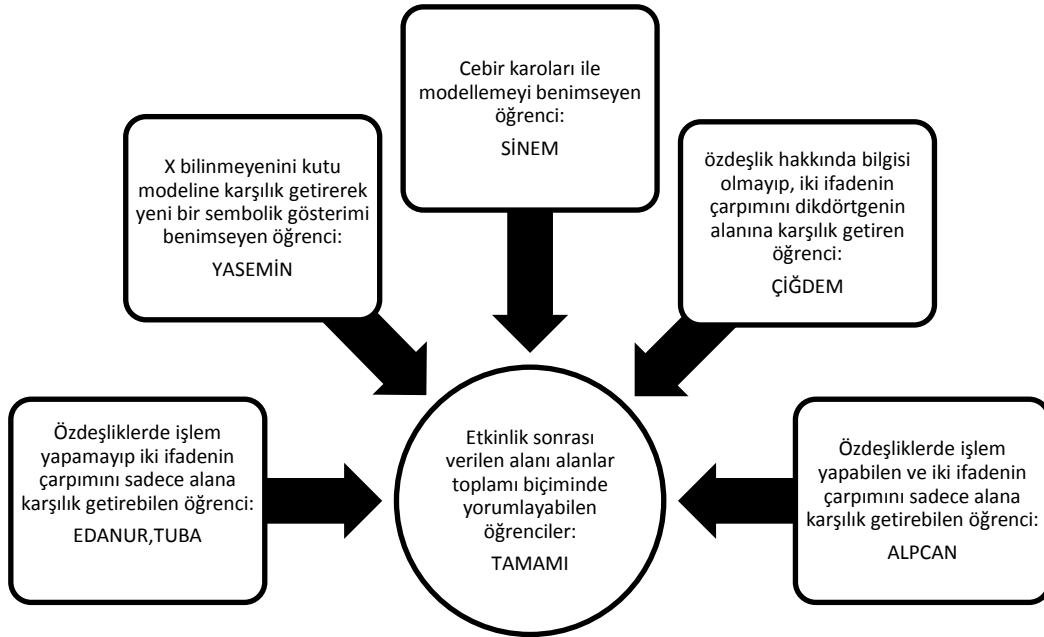 Cebir karoları ile
modellemeyi benimseyen
öğrenci:
SİNEM
X bilinmeyenini kutu
modeline karşılık getirerek
yeni bir sembolik gösterimi
benimseyen öğrenci:
YASEMİN
özdeşlik hakkında bilgisi
olmayıp, iki ifadenin
çarpımını dikdörtgenin
alanına karşılık getiren
öğrenci:
ÇİĞDEM
Özdeşliklerde işlem
yapamayıp iki ifadenin
çarpımını sadece alana
karşılık getirebilen öğrenci:
EDANUR,TUBA
Etkinlik sonrası
verilen alanı alanlar
toplamı biçiminde
yorumlayabilen
öğrenciler:
TAMAMI
Özdeşliklerde işlem
yapabilen ve iki ifadenin
çarpımını sadece alana
karşılık getirebilen öğrenci:
ALPCAN